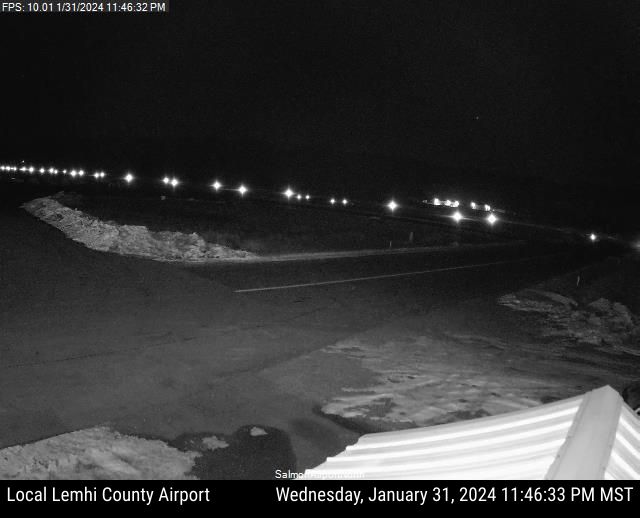 FPS: 10.01 1/31/2024 11:46:32 PM
Local Lemhi County Airport
Wednesday, January 31, 2024 11:46:33 PM MST